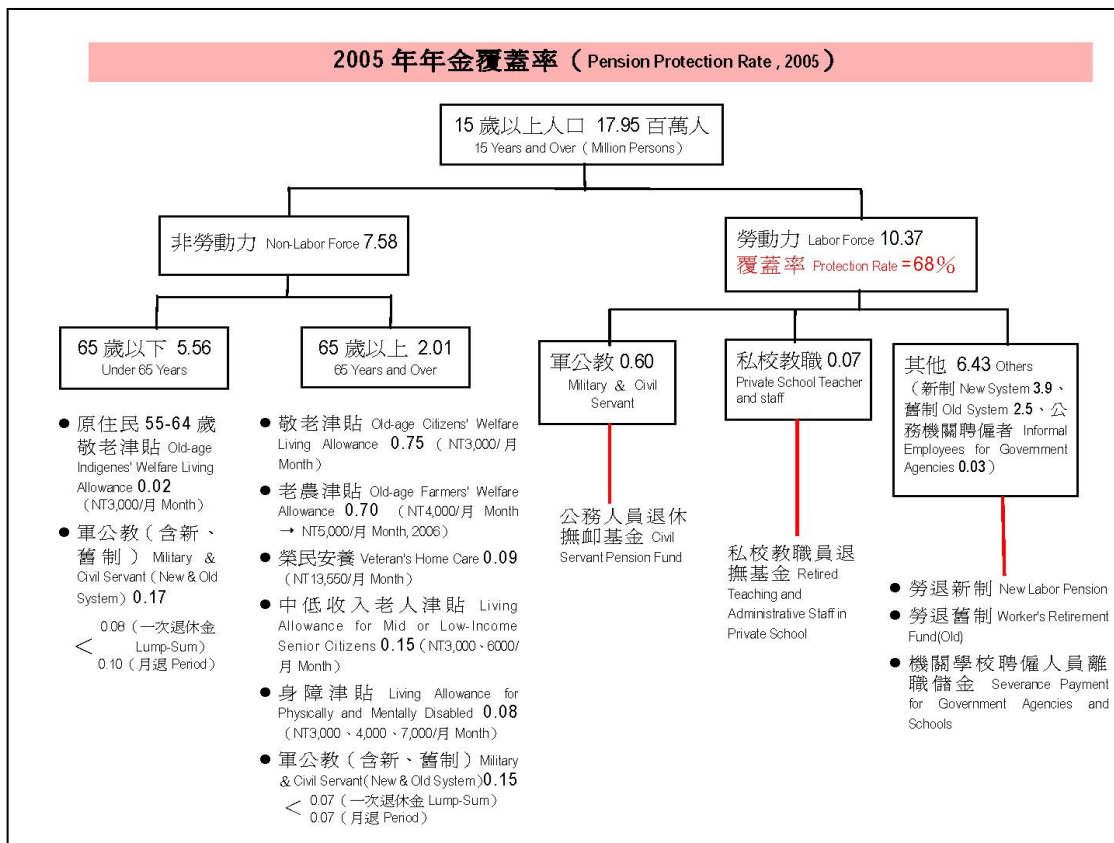 2005 年年金覆蓋率（Pension Protection Rate , 2005）
15 歲以上人口 17.95 百萬人
15 Years and Over（Million Persons）
非勞動力 Non-Labor Force 7.58
勞動力 Labor Force 10.37
覆蓋率 Protection Rate =68%
65 歲以下 5.56
Under 65 Years
65 歲以上 2.01
65 Years and Over
軍公教 0.60
Military & Civil
Servant
私校教職 0.07
Private School Teacher
and staff
其他 6.43 Others
（新制 New System 3.9、
舊制 Old System 2.5、公
務機關聘僱者 Informal
Employees for Government
Agencies 0.03）
● 原住民 55-64 歲
敬老津貼 Old-age
Indigenes' Welfare Living
Allowance 0.02
（NT3,000/月 Month）
● 軍公教（含新、
舊制）Military &
Civil Servant（New & Old
System）0.17
< 0.08（一次退休金
Lump-Sum）
0.10（月退 Period）
● 敬老津貼 Old-age Citizens' Welfare
Living Allowance 0.75 （NT3,000/月
Month）
● 老農津貼 Old-age Farmers' Welfare
Allowance 0.70（NT4,000/月 Month
→ NT5,000/月 Month, 2006）
● 榮民安養 Veteran's Home Care 0.09
（NT13,550/月 Month）
● 中低收入老人津貼 Living
Allowance for Mid or Low-Income
Senior Citizens 0.15（NT3,000、6000/
月 Month）
● 身障津貼 Living Allowance for
Physically and Mentally Disabled 0.08
（NT3,000、4,000、7,000/月 Month）
● 軍公教（含新、舊制）Military
& Civil Servant（New & Old System）0.15
< 0.07（一次退休金 Lump-Sum）
0.07（月退 Period）
公務人員退休
撫卹基金 Civil
Servant Pension Fund
私校教職員退
撫基金 Retired
Teaching and
Administrative Staff in
Private School
● 勞退新制 New Labor Pension
● 勞退舊制 Worker's Retirement
Fund(Old)
● 機關學校聘僱人員離
職儲金 Severance Payment
for Government Agencies and
Schools